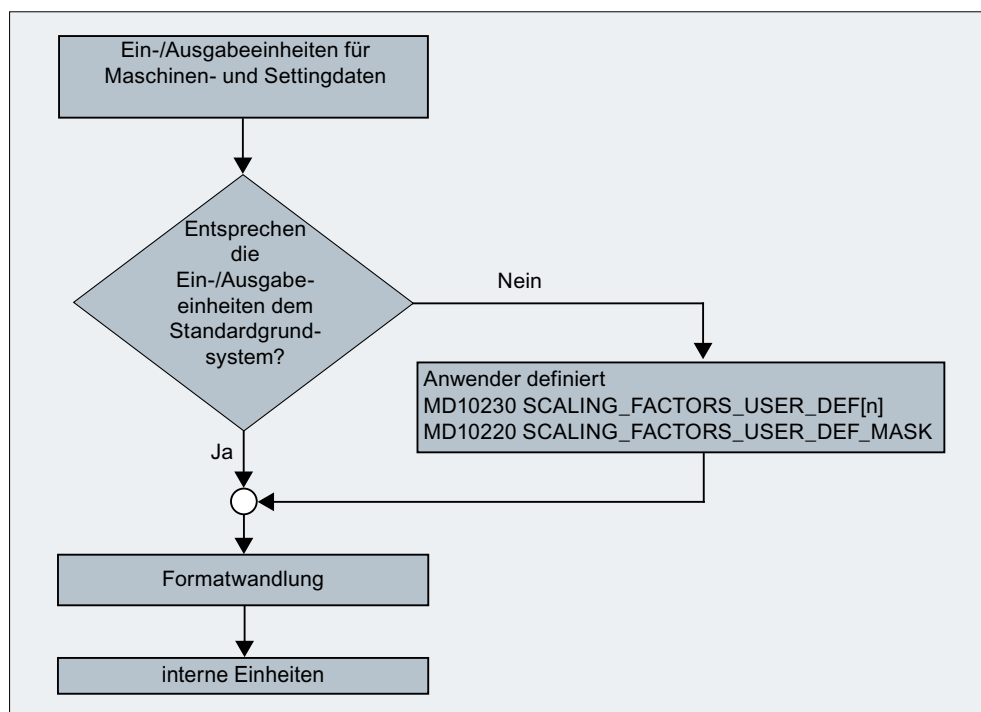 Ein-/Ausgabeeinheiten für
Maschinen- und Settingdaten
Entsprechen
die
Ein-/Ausgabe-
einheiten dem
Standardgrund-
system?
Nein
Anwender definiert
MD10230 SCALING_FACTORS_USER_DEF[n]
MD10220 SCALING_FACTORS_USER_DEF_MASK
Ja
Formatwandlung
interne Einheiten